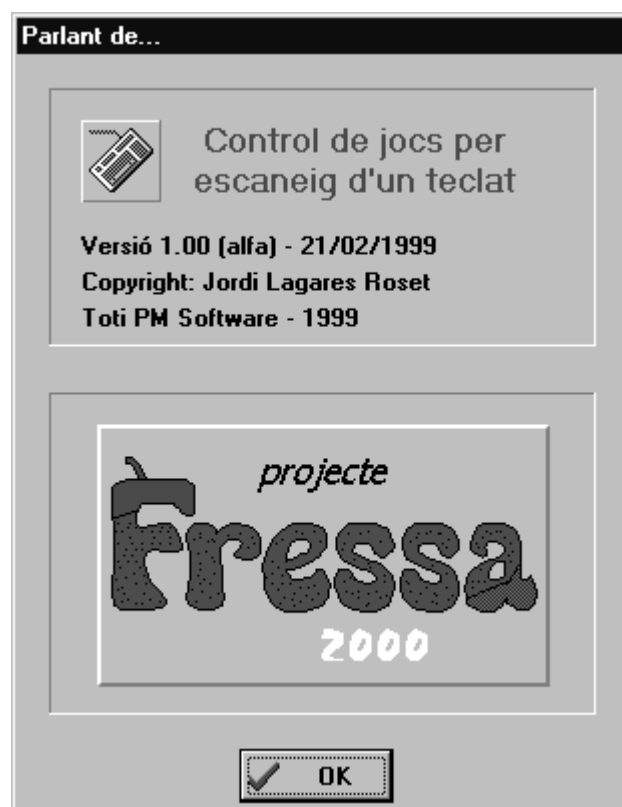 Parlant de...
Control de jocs per
escaneig d'un teclat
Versió 1.00 (alfa) - 21/02/1999
Copyright: Jordi Lagares Roset
Toti PM Software - 1999
projecte
Fressa
2000
OK